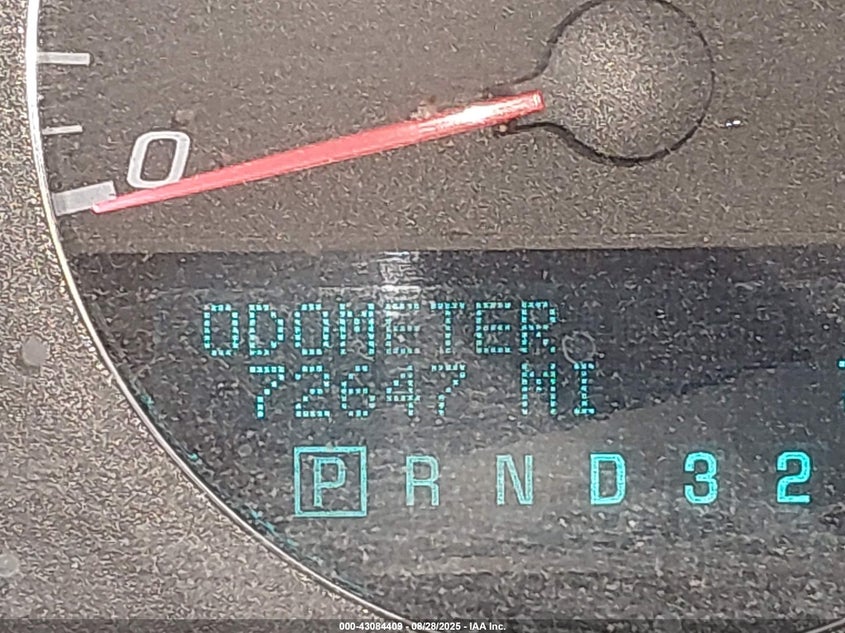 0
ODOMETER
72647 MI
P R N D 3 2
000-43084409 - 08/28/2025 - IAA Inc.